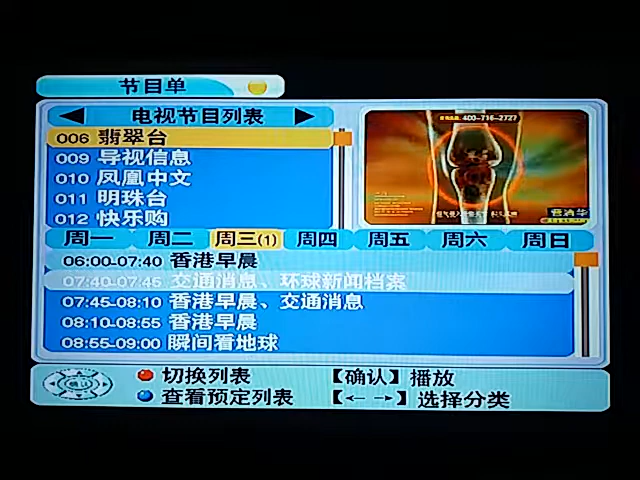 节目单
电视节目列表
006 翡翠台
009 导视信息
010 凤凰中文
011 明珠台
012 快乐购
400-716-2727
周一 周二 周三(1) 周四 周五 周六 周日
06:00-07:40 香港早晨
07:40-07:45 交通消息、环球新闻档案
07:45-08:10 香港早晨、交通消息
08:10-08:55 香港早晨
08:55-09:00 瞬间看地球
确认
切换列表 【确认】播放
查看预定列表 【←- -→】选择分类